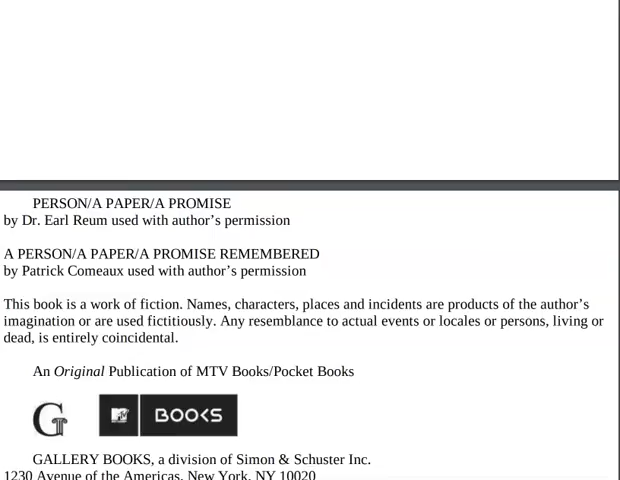 PERSON/A PAPER/A PROMISE
by Dr. Earl Reum used with author’s permission
A PERSON/A PAPER/A PROMISE REMEMBERED
by Patrick Comeaux used with author’s permission
This book is a work of fiction. Names, characters, places and incidents are products of the author’s
imagination or are used fictitiously. Any resemblance to actual events or locales or persons, living or
dead, is entirely coincidental.
An Original Publication of MTV Books/Pocket Books
G MTV BOOKS
GALLERY BOOKS, a division of Simon & Schuster Inc.
1230 Avenue of the Americas, New York, NY 10020